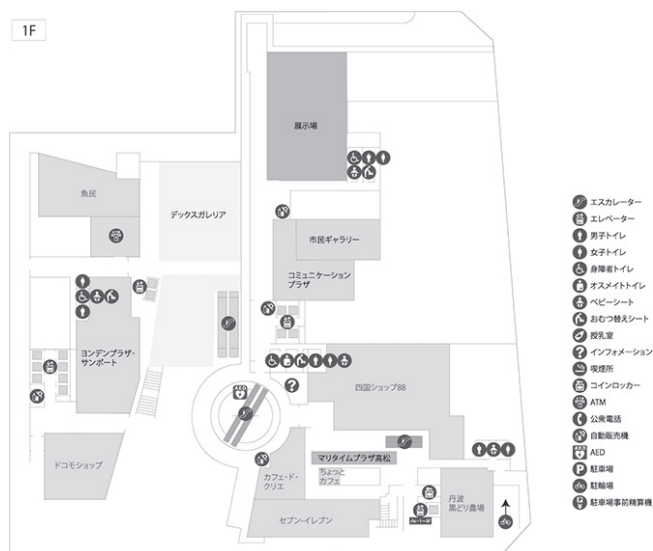 1F
展示場
魚民
デックスガレリア
市民ギャラリー
コミュニケーション
プラザ
ヨンデンプラザ・
サンポート
四国ショップ88
AED
マリタイムプラザ高松
ちょっと
カフェ
カフェ・ド・
クリエ
ドコモショップ
丹波
黒どり農場
セブン-イレブン
エスカレーター
エレベーター
男子トイレ
女子トイレ
身障者トイレ
オスメイトトイレ
ベビーシート
おむつ替えシート
授乳室
? インフォメーション
喫煙所
コインロッカー
ATM ATM
公衆電話
自動販売機
AED AED
P 駐車場
駐輪場
駐車場事前精算機